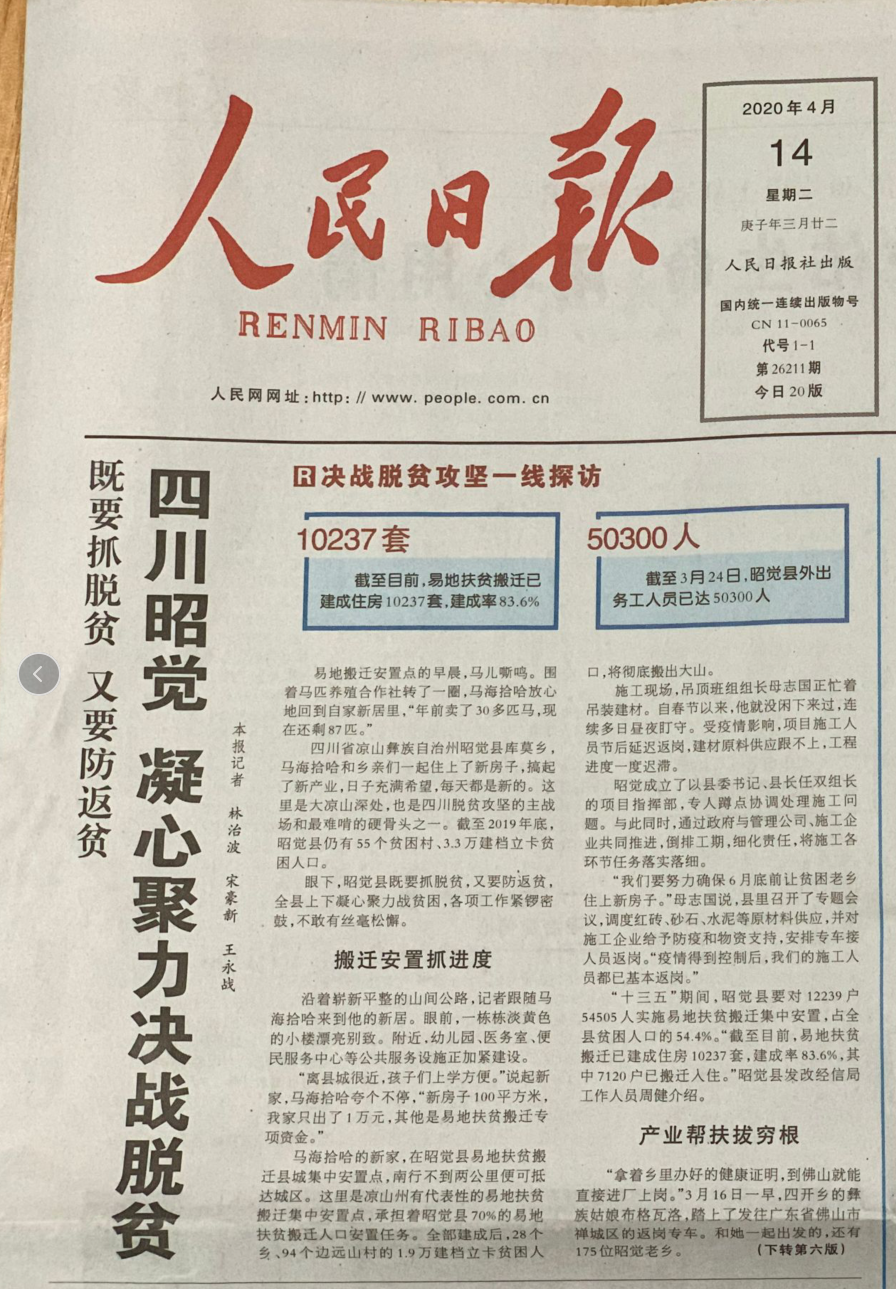 人民日报
RENMIN RIBAO
人民网网址:http: // www. people. com. cn
2020年4月
14
星期二
庚子年三月廿二
人民日报社出版
国内统一连续出版物号
CN 11-0065
代号1-1
第26211期
今日20版
既要抓脱贫 又要防返贫
四川昭觉 凝心聚力决战脱贫
本报记者 林治波 宋豪新 王永战
R决战脱贫攻坚一线探访
10237套
截至目前,易地扶贫搬迁已
建成住房10237套,建成率83.6%
50300人
截至3月24日,昭觉县外出
务工人员已达50300人
易地搬迁安置点的早晨,马儿嘶鸣。围
着马匹养殖合作社转了一圈,马海拾哈放心
地回到自家新居里,“年前卖了30多匹马,现
在还剩87匹。”
四川省凉山彝族自治州昭觉县库莫乡,
马海拾哈和乡亲们一起住上了新房子,搞起
了新产业,日子充满希望,每天都是新的。这
里是大凉山深处,也是四川脱贫攻坚的主战
场和最难啃的硬骨头之一。截至2019年底,
昭觉县仍有55个贫困村、3.3万建档立卡贫
困人口。
眼下,昭觉县既要抓脱贫,又要防返贫,
全县上下凝心聚力战贫困,各项工作紧锣密
鼓,不敢有丝毫松懈。
搬迁安置抓进度
沿着崭新平整的山间公路,记者跟随马
海拾哈来到他的新居。眼前,一栋栋淡黄色
的小楼漂亮别致。附近,幼儿园、医务室、便
民服务中心等公共服务设施正加紧建设。
“离县城很近,孩子们上学方便。”说起新
家,马海拾哈夸个不停,“新房子100平方米,
我家只出了1万元,其他是易地扶贫搬迁专
项资金。”
马海拾哈的新家,在昭觉县易地扶贫搬
迁县城集中安置点,南行不到两公里便可抵
达城区。这里是凉山州有代表性的易地扶贫
搬迁集中安置点,承担着昭觉县70%的易地
扶贫搬迁人口安置任务。全部建成后,28个
乡、94个边远山村的1.9万建档立卡贫困人
口,将彻底搬出大山。
施工现场,吊顶班组组长母志国正忙着
吊装建材。自春节以来,他就没闲下来过,连
续多日昼夜盯守。受疫情影响,项目施工人
员节后延迟返岗,建材原料供应跟不上,工程
进度一度迟滞。
昭觉成立了以县委书记、县长任双组长
的项目指挥部,专人蹲点协调处理施工问
题。与此同时,通过政府与管理公司、施工企
业共同推进,倒排工期,细化责任,将施工各
环节任务落实落细。
“我们要努力确保6月底前让贫困老乡
住上新房子。”母志国说,县里召开了专题会
议,调度红砖、砂石、水泥等原材料供应,并对
施工企业给予防疫和物资支持,安排专车接
人员返岗。“疫情得到控制后,我们的施工人
员都已基本返岗。”
“十三五”期间,昭觉县要对12239户
54505人实施易地扶贫搬迁集中安置,占全
县贫困人口的54.4%。“截至目前,易地扶贫
搬迁已建成住房10237套,建成率83.6%,其
中7120户已搬迁入住。”昭觉县发改经信局
工作人员周健介绍。
产业帮扶拔穷根
“拿着乡里办好的健康证明,到佛山就能
直接进厂上岗。”3月16日一早,四开乡的彝
族姑娘布格瓦洛,踏上了发往广东省佛山市
禅城区的返岗专车。和她一起出发的,还有
175位昭觉老乡。 (下转第六版)